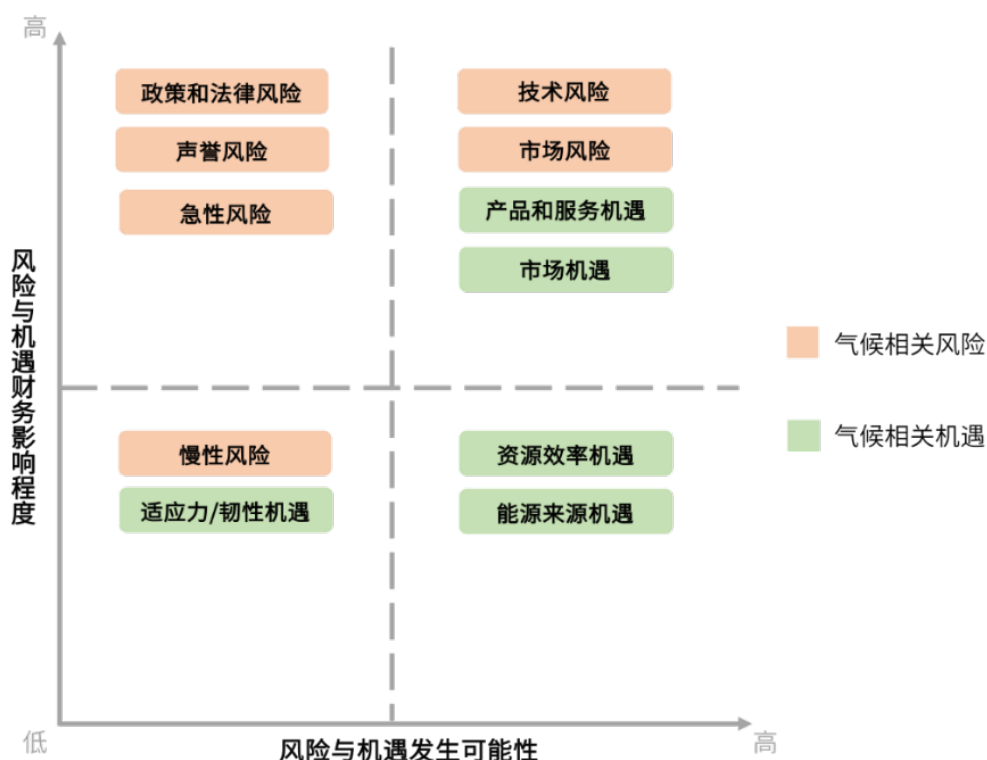 高
政策和法律风险
技术风险
声誉风险
市场风险
急性风险
产品和服务机遇
市场机遇
风险与机遇财务影响程度
气候相关风险
气候相关机遇
慢性风险
资源效率机遇
适应力/韧性机遇
能源来源机遇
低
风险与机遇发生可能性
高